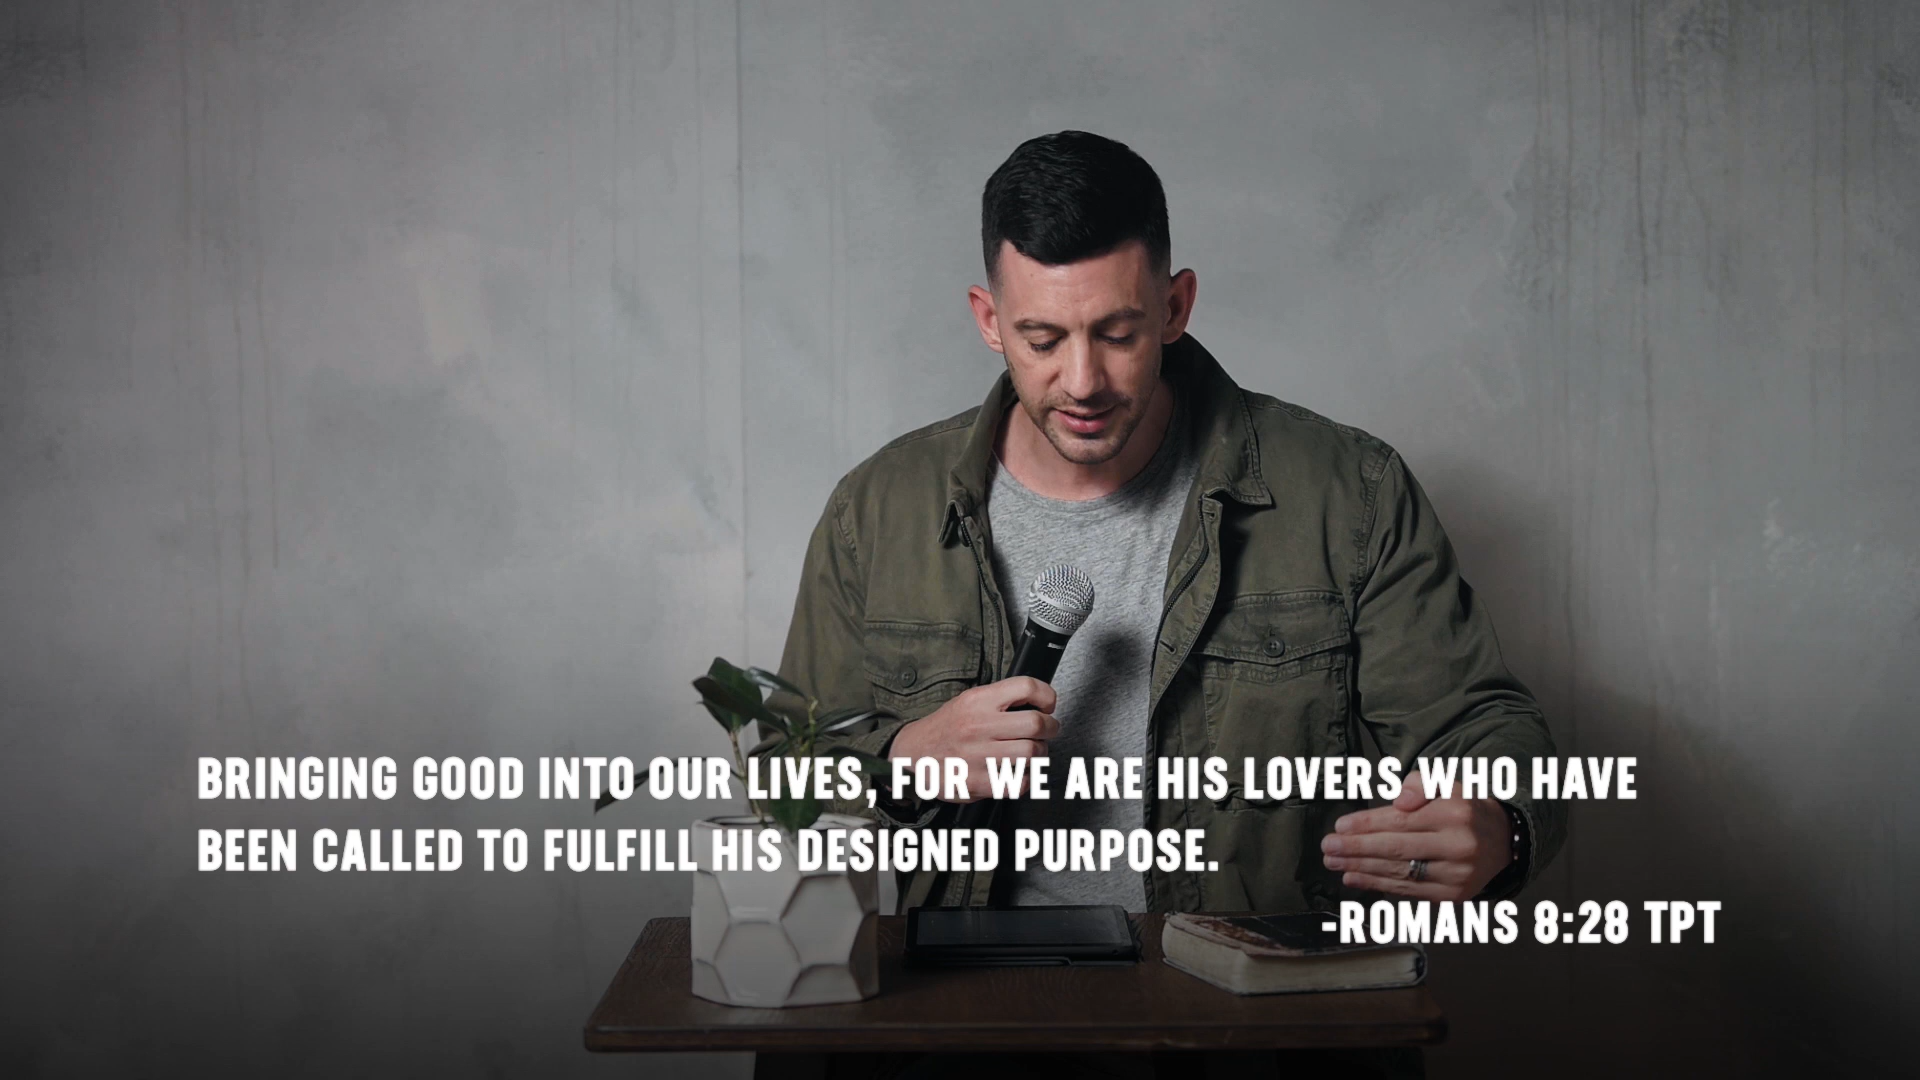 BRINGING GOOD INTO OUR LIVES, FOR WE ARE HIS LOVERS WHO HAVE
BEEN CALLED TO FULFILL HIS DESIGNED PURPOSE.
-ROMANS 8:28 TPT